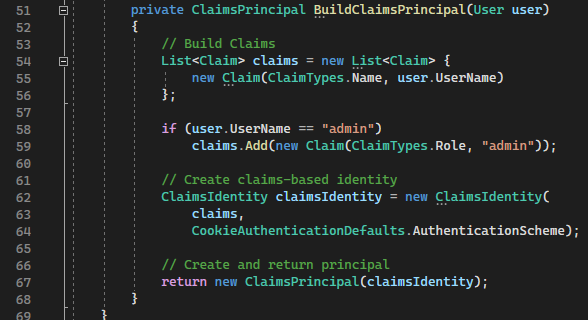 51 private ClaimsPrincipal BuildClaimsPrincipal(User user)
52 {
53 // Build Claims
54 List<Claim> claims = new List<Claim> {
55 new Claim(ClaimTypes.Name, user.UserName)
56 };
57
58 if (user.UserName == "admin")
59 claims.Add(new Claim(ClaimTypes.Role, "admin"));
60
61 // Create claims-based identity
62 ClaimsIdentity claimsIdentity = new ClaimsIdentity(
63 claims,
64 CookieAuthenticationDefaults.AuthenticationScheme);
65
66 // Create and return principal
67 return new ClaimsPrincipal(claimsIdentity);
68 }
69 }